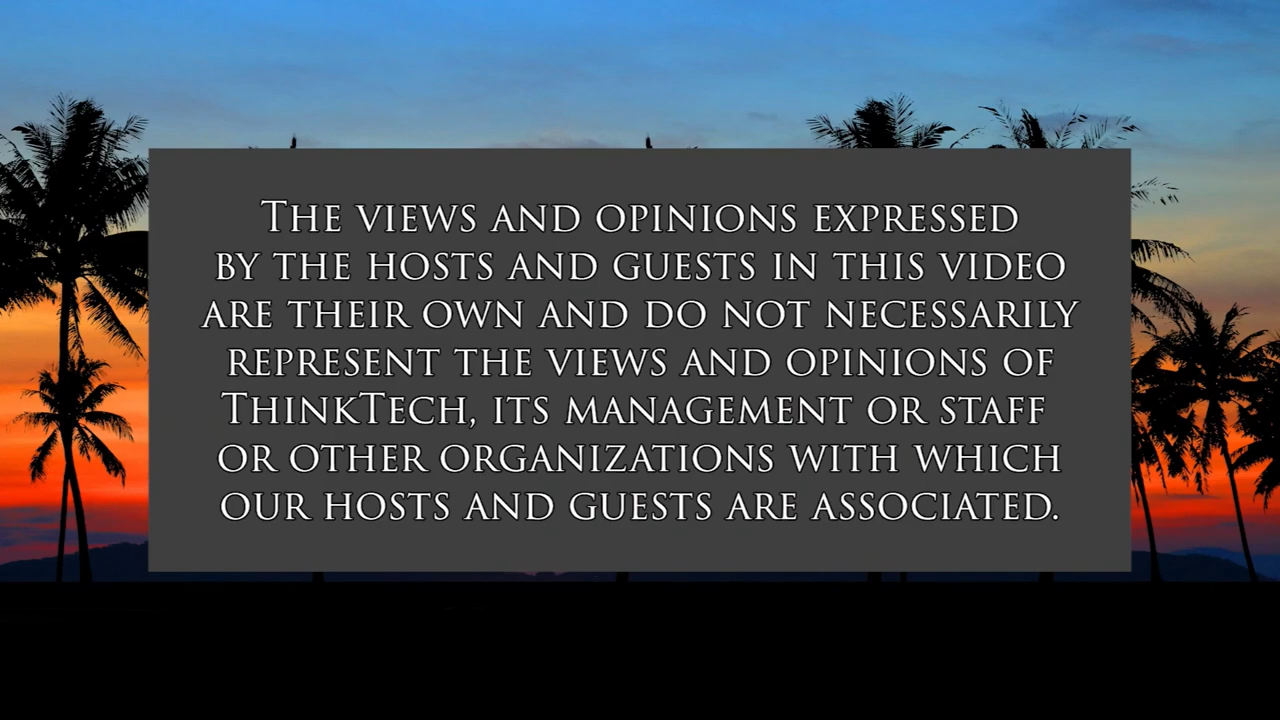 The views and opinions expressed
by the hosts and guests in this video
are their own and do not necessarily
represent the views and opinions of
ThinkTech, its management or staff
or other organizations with which
our hosts and guests are associated.